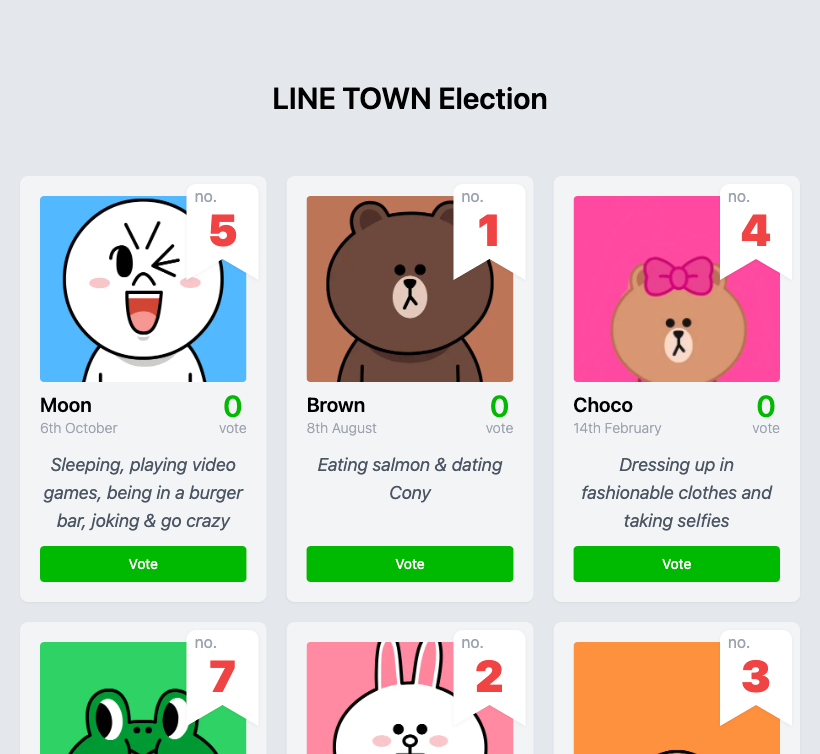 LINE TOWN Election
no.
5
no.
1
no.
4
Moon
0
6th October
vote
Sleeping, playing video
games, being in a burger
bar, joking & go crazy
Vote
Brown
0
8th August
vote
Eating salmon & dating
Cony
Vote
Choco
0
14th February
vote
Dressing up in
fashionable clothes and
taking selfies
Vote
no.
7
no.
2
no.
3